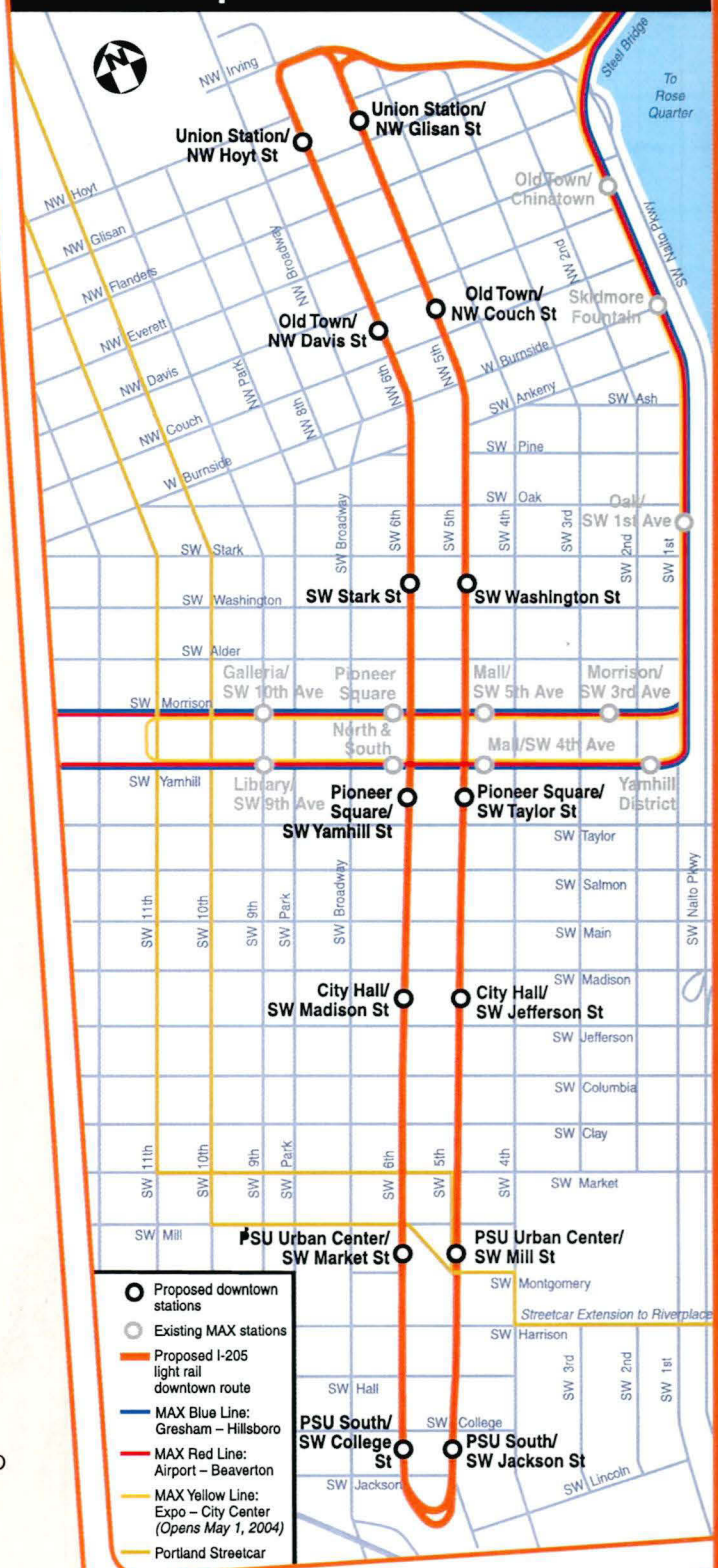 N
Steel Bridge
To
Rose
Quarter
NW Irving
Union Station/
NW Glisan St
Union Station/
NW Hoyt St
Old Town/
Chinatown
NW Hoyt
NW Glisan
NW Flanders
NW Everett
NW Davis
NW Couch
W Burnside
NW Broadway
NW Park
NW 8th
NW 6th
NW 5th
NW 2nd
SW Naito Pkwy
Skidmore
Fountain
Old Town/
NW Couch St
Old Town/
NW Davis St
W Burnside
SW Ankeny
SW Ash
SW Pine
SW Oak
Oak/
SW 1st Ave
SW Broadway
SW 6th
SW 5th
SW 4th
SW 3rd
SW 2nd
SW 1st
SW Stark
SW Washington
SW Stark St
SW Washington St
SW Alder
Galleria/
SW 10th Ave
Pioneer
Square
Mall/
SW 5th Ave
Morrison/
SW 3rd Ave
SW Morrison
North &
South
Mall/SW 4th Ave
SW Yamhill
Library/
SW 9th Ave
Pioneer
Square/
SW Yamhill St
Pioneer Square/
SW Taylor St
Yamhill
District
SW Taylor
SW Salmon
SW Main
SW Madison
SW Jefferson
SW Columbia
SW Clay
SW Market
SW 11th
SW 10th
SW 9th
SW Park
SW Broadway
SW Naito Pkwy
City Hall/
SW Madison St
City Hall/
SW Jefferson St
SW 11th
SW 10th
SW 9th
SW Park
SW 6th
SW 5th
SW 4th
SW Mill
PSU Urban Center/
SW Market St
PSU Urban Center/
SW Mill St
SW Montgomery
Streetcar Extension to Riverplace
SW Harrison
SW 3rd
SW 2nd
SW 1st
SW Hall
SW College
PSU South/
SW College
St
PSU South/
SW Jackson St
SW Jackson
SW Lincoln
Proposed downtown
stations
Existing MAX stations
Proposed I-205
light rail
downtown route
MAX Blue Line:
Gresham – Hillsboro
MAX Red Line:
Airport – Beaverton
MAX Yellow Line:
Expo – City Center
(Opens May 1, 2004)
Portland Streetcar